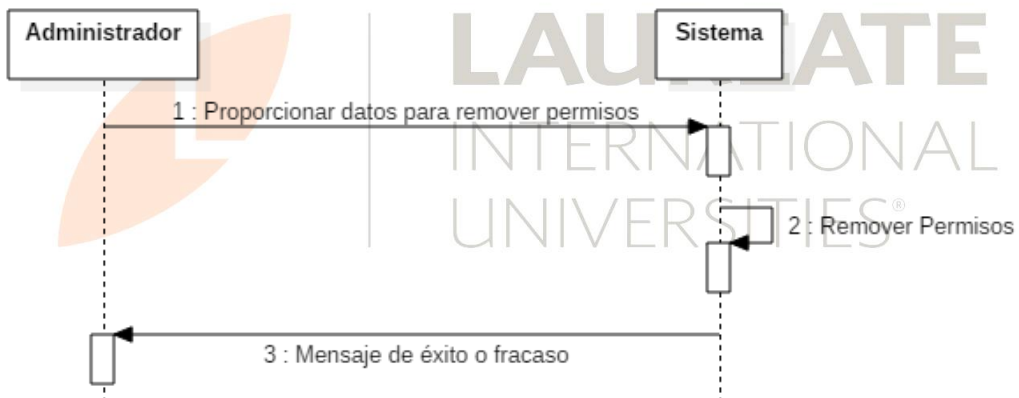 Administrador
Sistema
LAUREATE
INTERNATIONAL
UNIVERSITIES®
1 : Proporcionar datos para remover permisos
2 : Remover Permisos
3 : Mensaje de éxito o fracaso